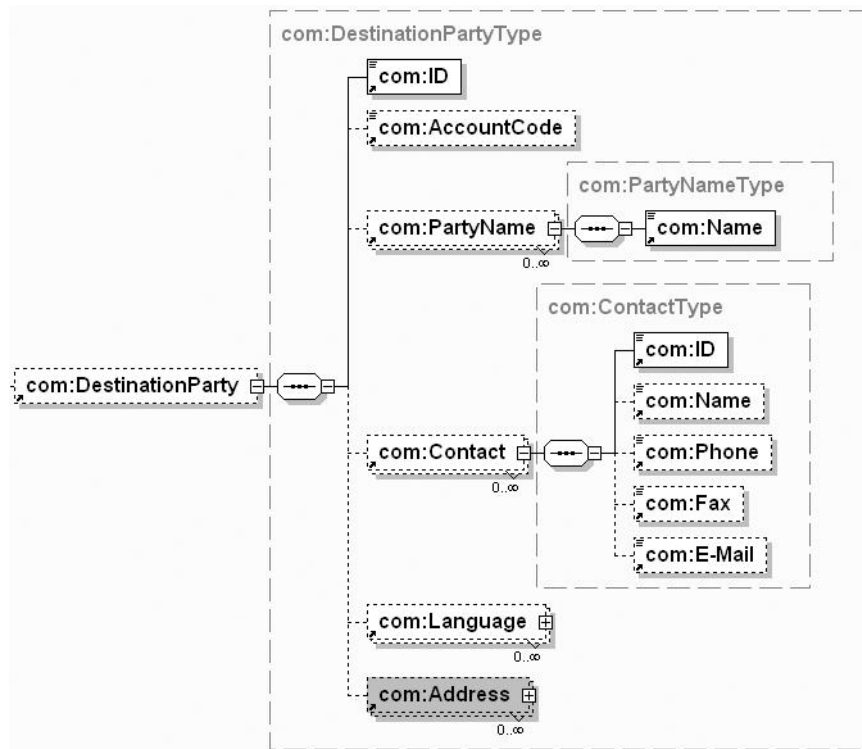 com:DestinationPartyType
com:ID
com:AccountCode
com:PartyNameType
com:PartyName
com:Name
0..∞
com:ContactType
com:ID
com:DestinationParty
com:Name
com:Contact
com:Phone
0..∞
com:Fax
com:E-Mail
com:Language
0..∞
com:Address
0..∞